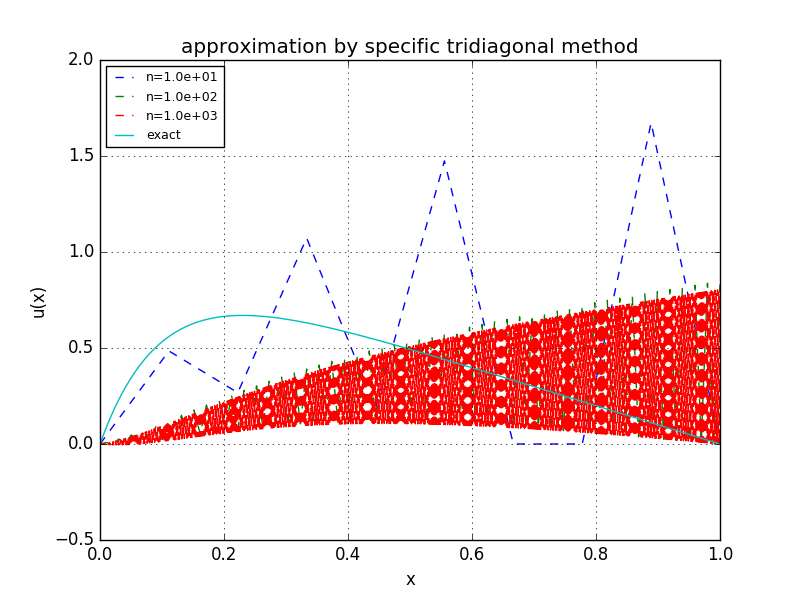 approximation by specific tridiagonal method
2.0
n=1.0e+01
n=1.0e+02
n=1.0e+03
exact
1.5
1.0
u(x)
0.5
0.0
−0.5
0.0 0.2 0.4 0.6 0.8 1.0
x